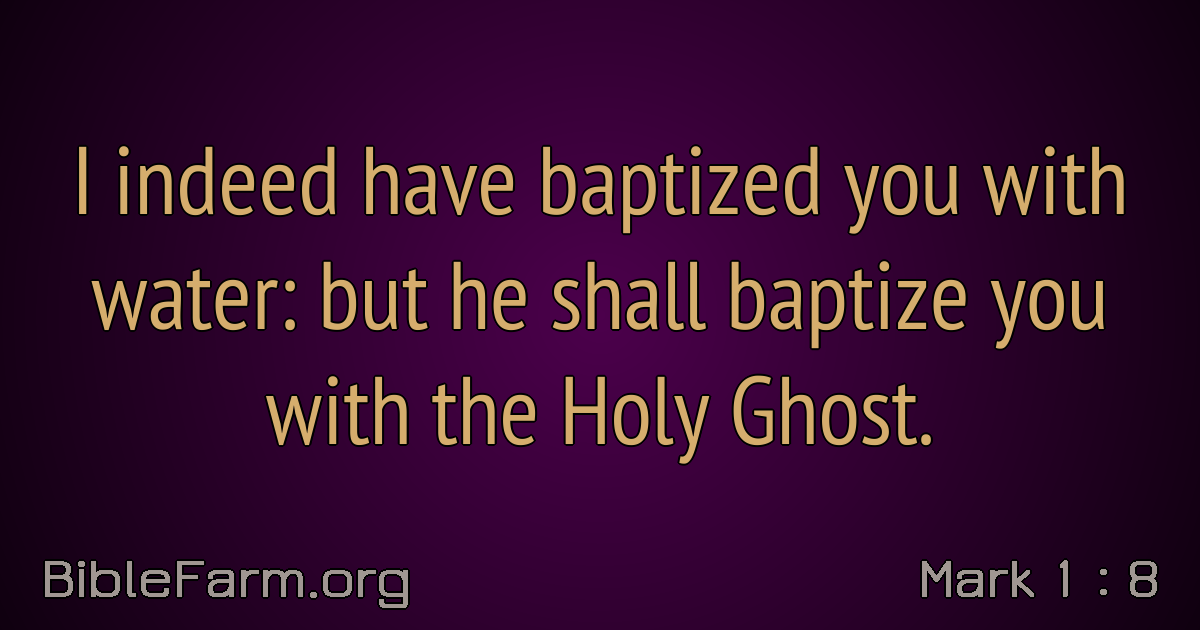 I indeed have baptized you with
water: but he shall baptize you
with the Holy Ghost.
BibleFarm.org
Mark 1 : 8